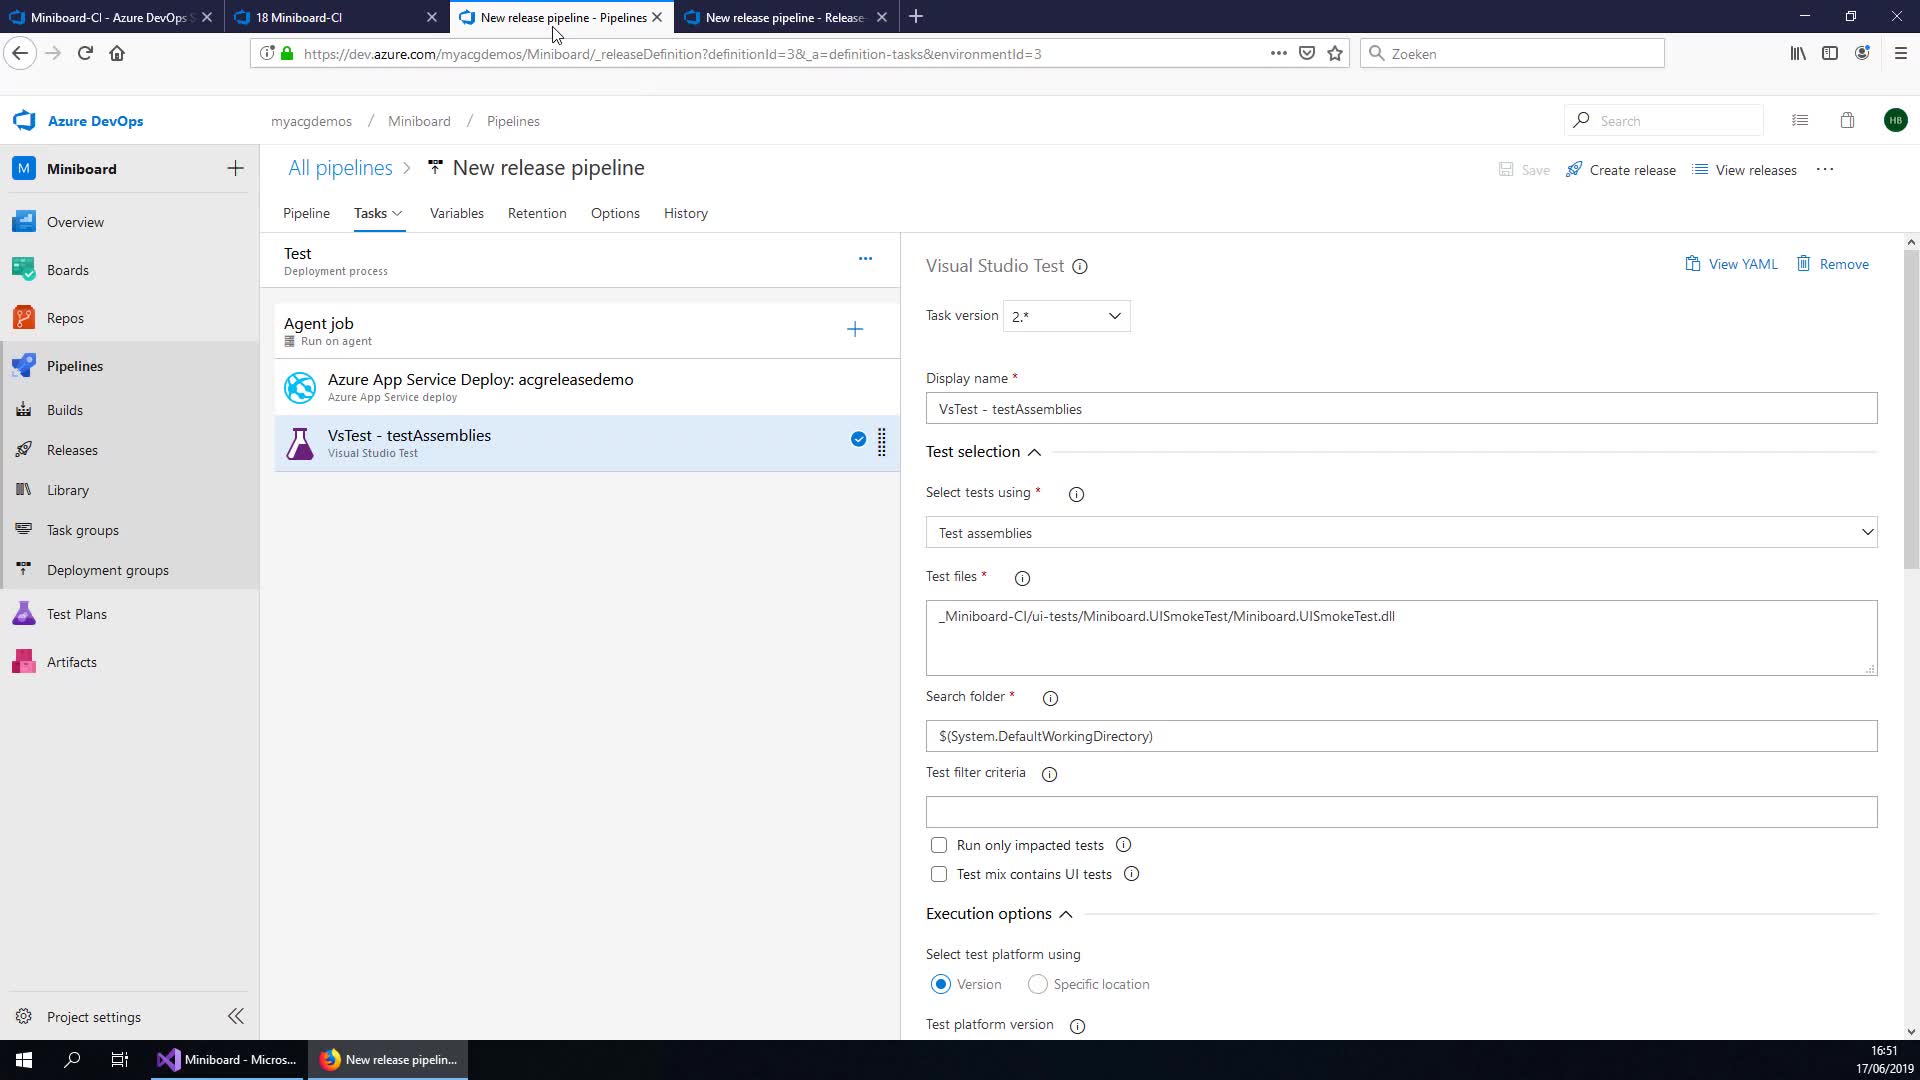 Miniboard-CI - Azure DevOps S
18 Miniboard-CI
New release pipeline - Pipelines
New release pipeline - Release
https://dev.azure.com/myacgdemos/Miniboard/_releaseDefinition?definitionId=3&_a=definition-tasks&environmentId=3
Zoeken
Azure DevOps
myacgdemos / Miniboard / Pipelines
Search
HB
M Miniboard
All pipelines > New release pipeline
Save
Create release
View releases
Overview
Boards
Repos
Pipelines
Builds
Releases
Library
Task groups
Deployment groups
Test Plans
Artifacts
Project settings
Pipeline
Tasks
Variables
Retention
Options
History
Test
Deployment process
Agent job
Run on agent
Azure App Service Deploy: acgreleasedemo
Azure App Service deploy
VsTest - testAssemblies
Visual Studio Test
Visual Studio Test
View YAML
Remove
Task version 2.*
Display name *
VsTest - testAssemblies
Test selection
Select tests using *
Test assemblies
Test files *
_Miniboard-CI/ui-tests/Miniboard.UISmokeTest/Miniboard.UISmokeTest.dll
Search folder *
$(System.DefaultWorkingDirectory)
Test filter criteria
Run only impacted tests
Test mix contains UI tests
Execution options
Select test platform using
Version
Specific location
Test platform version
Miniboard - Micros...
New release pipelin...
16:51
17/06/2019